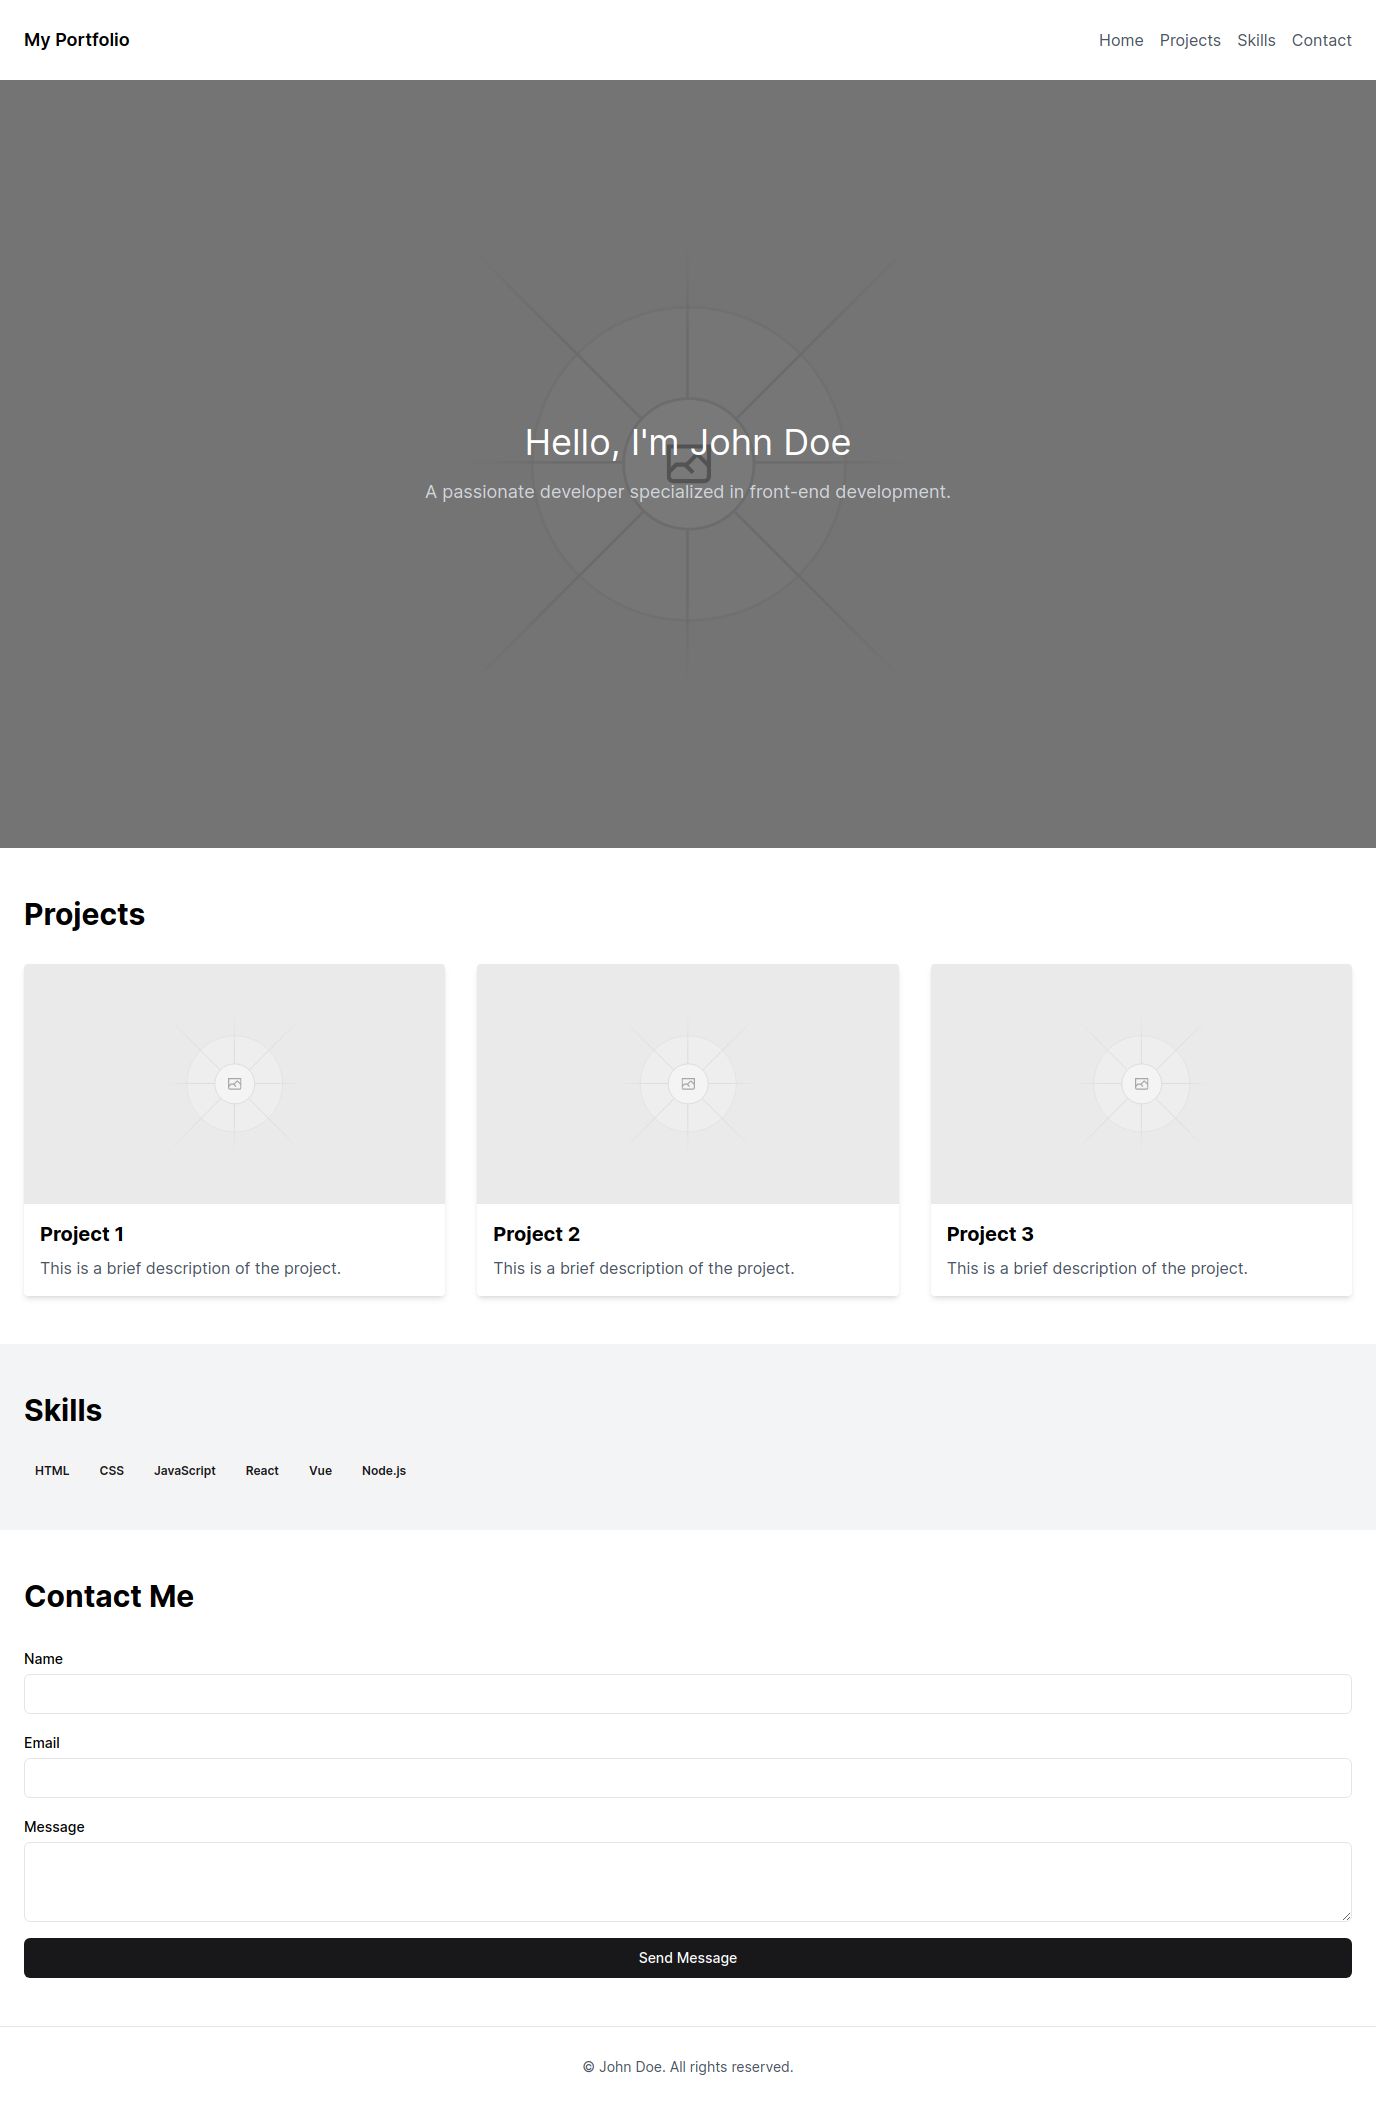 My Portfolio
Home Projects Skills Contact
Hello, I'm John Doe
A passionate developer specialized in front-end development.
Projects
Project 1
This is a brief description of the project.
Project 2
This is a brief description of the project.
Project 3
This is a brief description of the project.
Skills
HTML CSS JavaScript React Vue Node.js
Contact Me
Name
Email
Message
Send Message
© John Doe. All rights reserved.